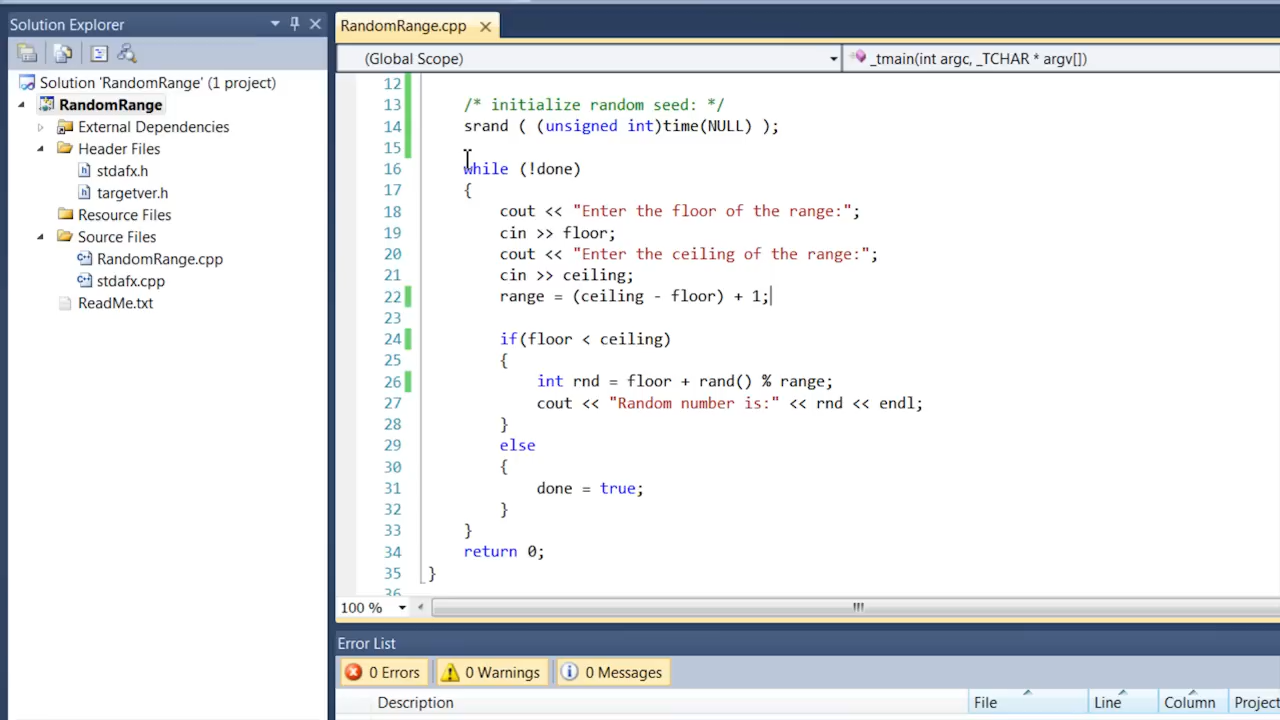 Solution Explorer
Solution 'RandomRange' (1 project)
RandomRange
External Dependencies
Header Files
stdafx.h
targetver.h
Resource Files
Source Files
RandomRange.cpp
stdafx.cpp
ReadMe.txt
RandomRange.cpp
(Global Scope)
_tmain(int argc, _TCHAR * argv[])
12
13 /* initialize random seed: */
14 srand ( (unsigned int)time(NULL) );
15
16 while (!done)
17 {
18 cout << "Enter the floor of the range:";
19 cin >> floor;
20 cout << "Enter the ceiling of the range:";
21 cin >> ceiling;
22 range = (ceiling - floor) + 1;
23
24 if(floor < ceiling)
25 {
26 int rnd = floor + rand() % range;
27 cout << "Random number is:" << rnd << endl;
28 }
29 else
30 {
31 done = true;
32 }
33 }
34 return 0;
35 }
36
100 %
Error List
0 Errors 0 Warnings 0 Messages
Description File Line Column Project